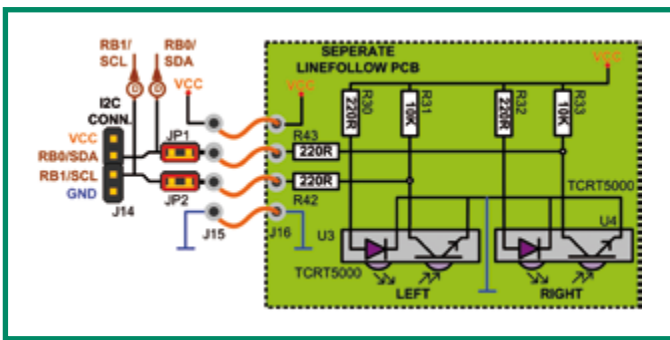 RB1/ RB0/
SCL SDA
SEPERATE
LINEFOLLOW PCB
VCC
VCC
VCC
I2C
CONN.
VCC
RB0/SDA
RB1/SCL
GND
J14
JP1
JP2
J15
J16
R43
220R
220R
R42
R30
220R
R31
10K
R32
220R
R33
10K
TCRT5000
U3
U4
TCRT5000
LEFT
RIGHT